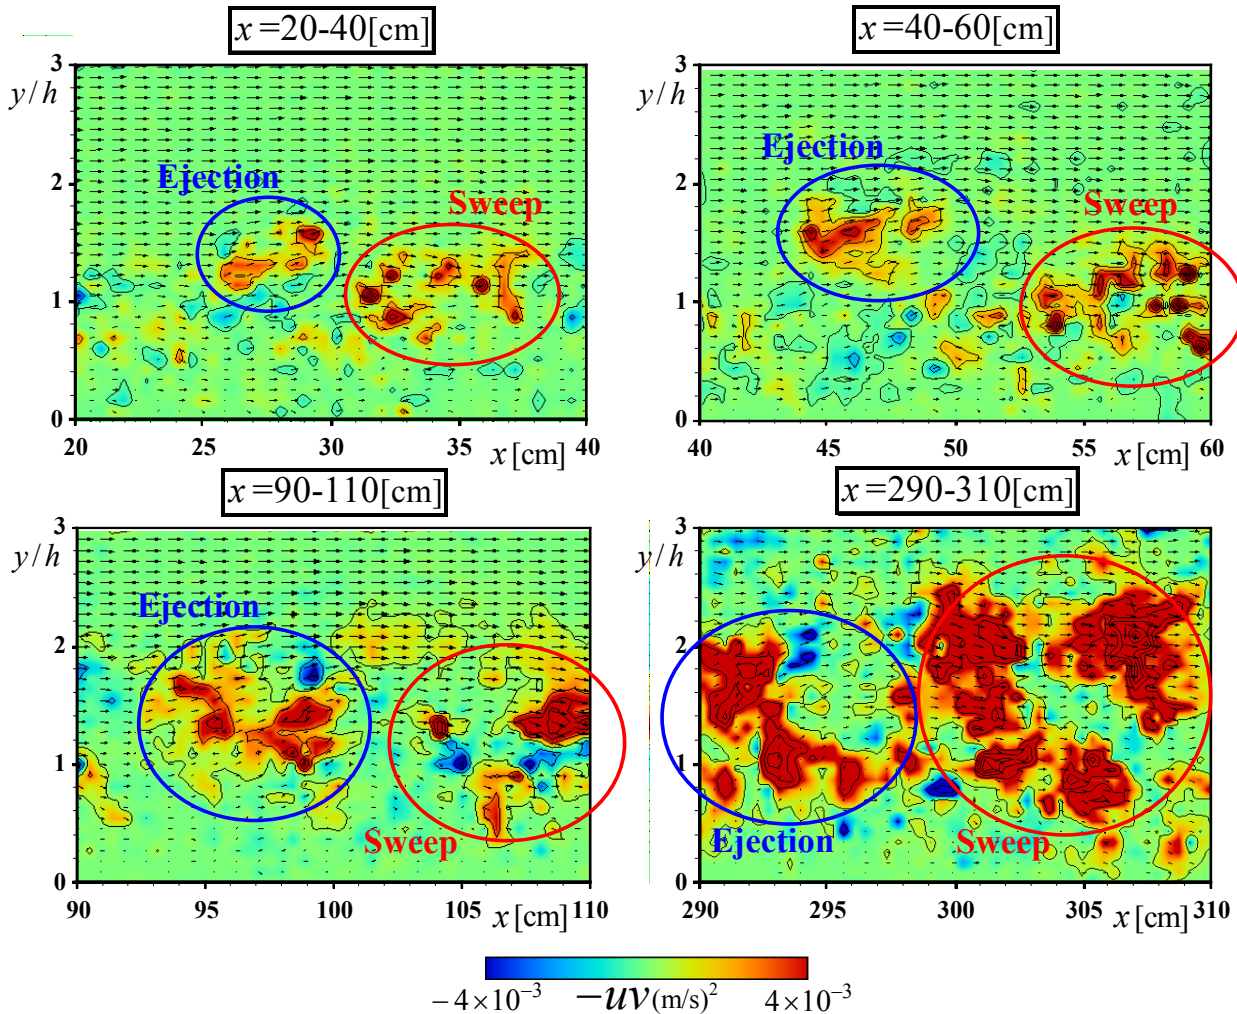 x=20-40[cm]
3
y/h
2
1
0
Ejection
Sweep
20 25 30 35 40
x[cm]
x=40-60[cm]
3
y/h
2
1
0
Ejection
Sweep
40 45 50 55 60
x[cm]
x=90-110[cm]
3
y/h
2
1
0
Ejection
Sweep
90 95 100 105 110
x[cm]
x=290-310[cm]
3
y/h
2
1
0
Ejection
Sweep
290 295 300 305 310
x[cm]
−4×10⁻³ −uv(m/s)² 4×10⁻³